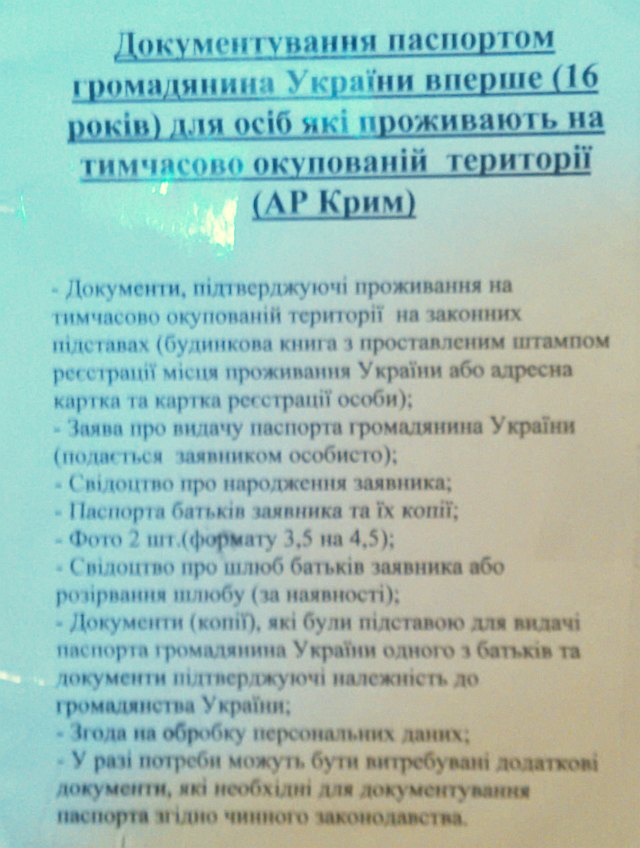 Документування паспортом
громадянина України вперше (16
років) для осіб які проживають на
тимчасово окупованій території
(АР Крим)
- Документи, підтверджуючі проживання на
тимчасово окупованій території на законних
підставах (будинкова книга з проставленим штампом
реєстрації місця проживання України або адресна
картка та картка реєстрації особи);
- Заява про видачу паспорта громадянина України
(подається заявником особисто);
- Свідоцтво про народження заявника;
- Паспорта батьків заявника та їх копії;
- Фото 2 шт.(формату 3,5 на 4,5);
- Свідоцтво про шлюб батьків заявника або
розірвання шлюбу (за наявності);
- Документи (копії), які були підставою для видачі
паспорта громадянина України одного з батьків та
документи підтверджуючі належність до
громадянства України;
- Згода на обробку персональних даних;
- У разі потреби можуть бути витребувані додаткові
документи, які необхідні для документування
паспорта згідно чинного законодавства.